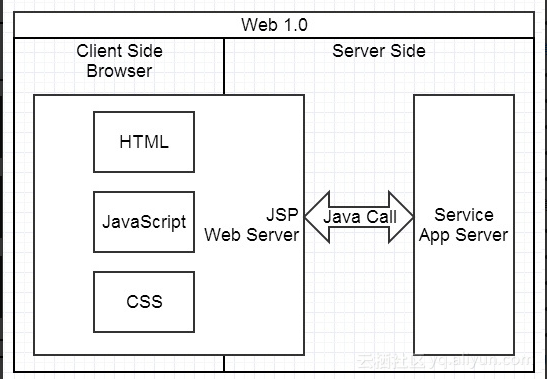 Web 1.0
Client Side
Browser
Server Side
HTML
JavaScript
CSS
JSP
Web Server
Java Call
Service
App Server
云栖社区 yq.aliyun.com